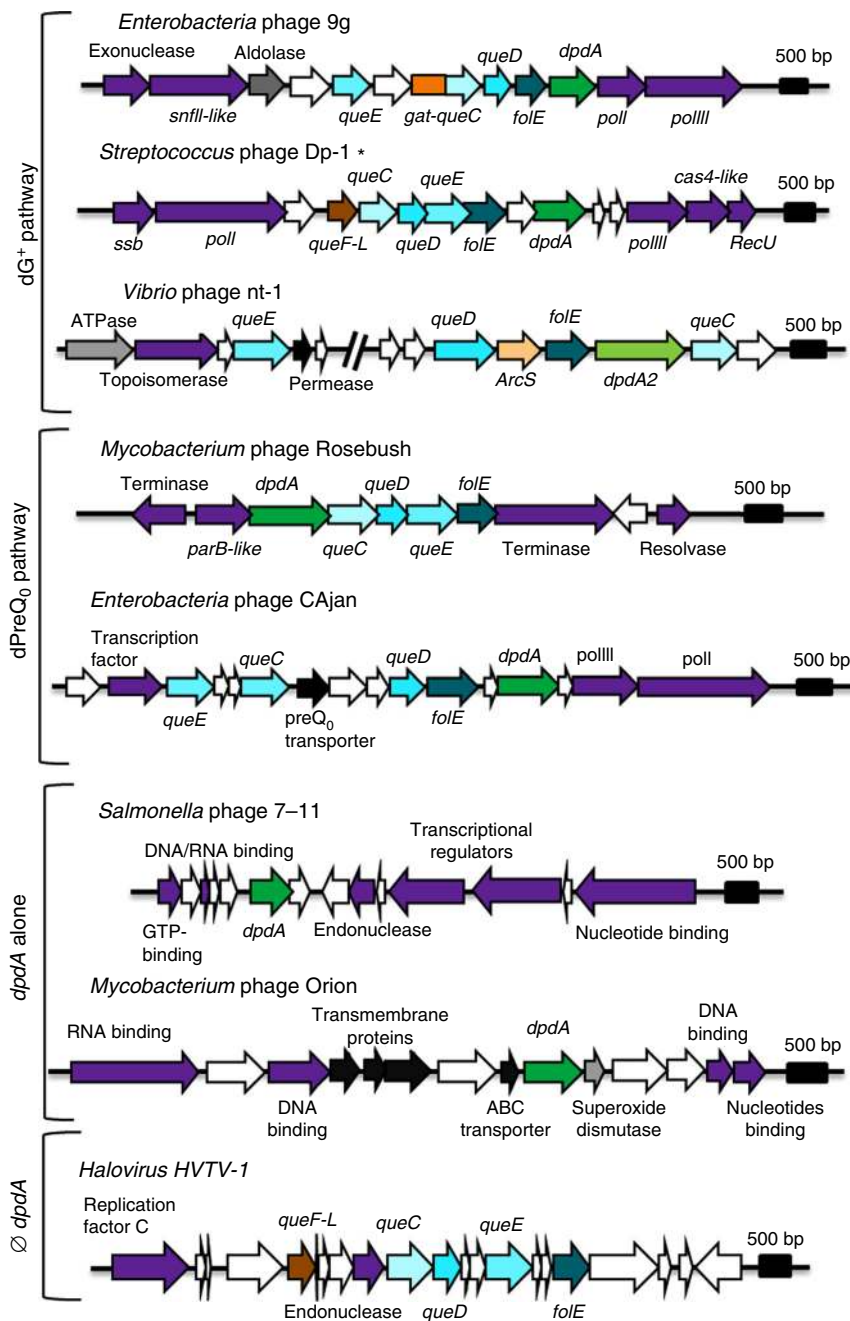 Enterobacteria phage 9g
Exonuclease Aldolase queD dpdA 500 bp
snfII-like queE gat-queC folE polI polIII
Streptococcus phage Dp-1 *
queC queE cas4-like 500 bp
ssb polI queF-L queD folE dpdA polIII RecU
Vibrio phage nt-1
ATPase queE queD folE queC 500 bp
Topoisomerase Permease ArcS dpdA2
dG+ pathway
Mycobacterium phage Rosebush
Terminase dpdA queD folE 500 bp
parB-like queC queE Terminase Resolvase
Enterobacteria phage CAjan
Transcription
factor queC queD dpdA polIII polI 500 bp
queE preQ0
transporter folE
dPreQ0 pathway
Salmonella phage 7–11
DNA/RNA binding Transcriptional
regulators 500 bp
GTP-
binding dpdA Endonuclease Nucleotide binding
Mycobacterium phage Orion
RNA binding Transmembrane
proteins dpdA DNA
binding 500 bp
DNA
binding ABC
transporter Superoxide
dismutase Nucleotides
binding
dpdA alone
Halovirus HVTV-1
Replication
factor C queF-L queC queE 500 bp
Endonuclease queD folE
∅ dpdA